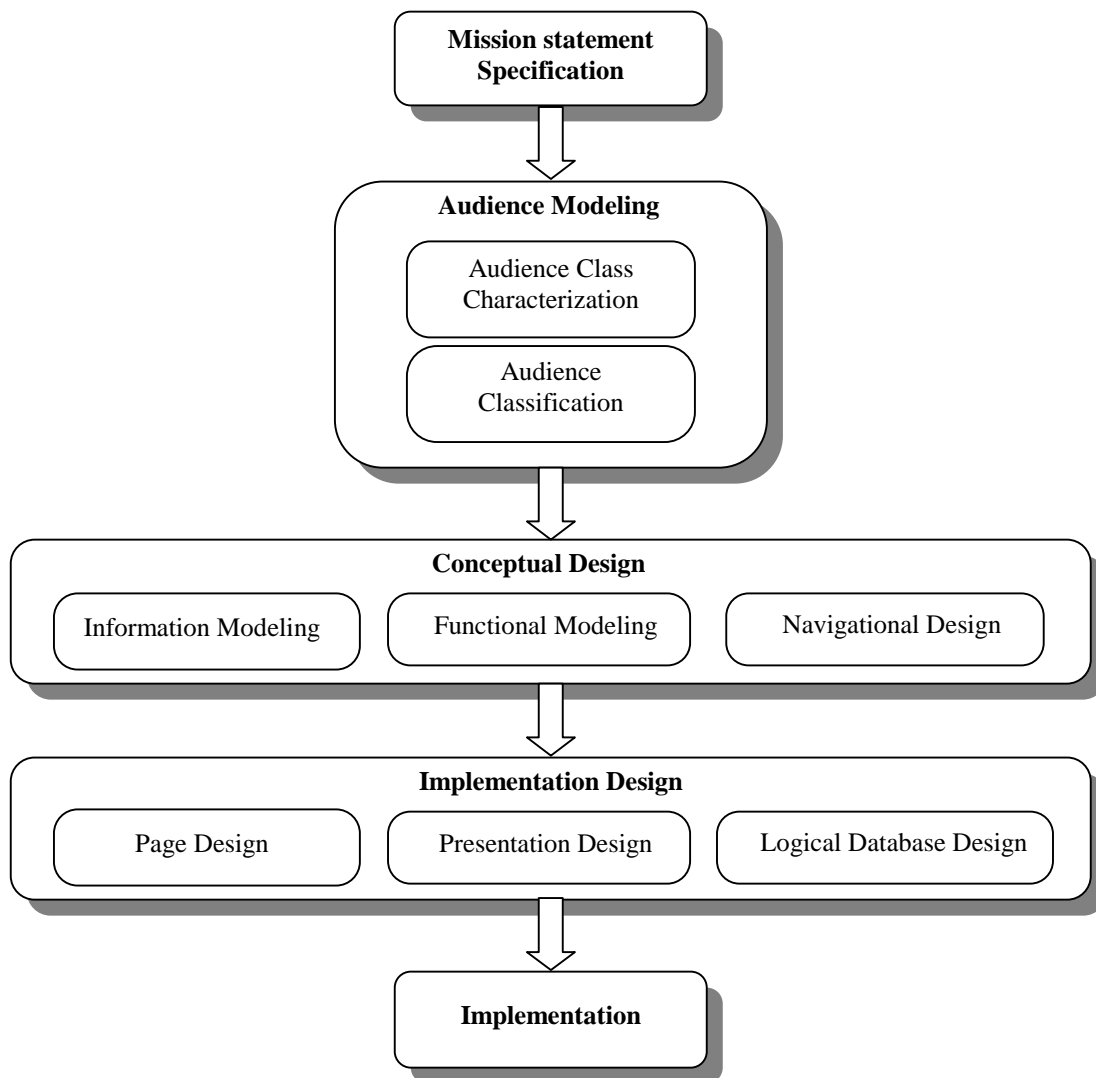 Mission statement
Specification
Audience Modeling
Audience Class
Characterization
Audience
Classification
Conceptual Design
Information Modeling
Functional Modeling
Navigational Design
Implementation Design
Page Design
Presentation Design
Logical Database Design
Implementation